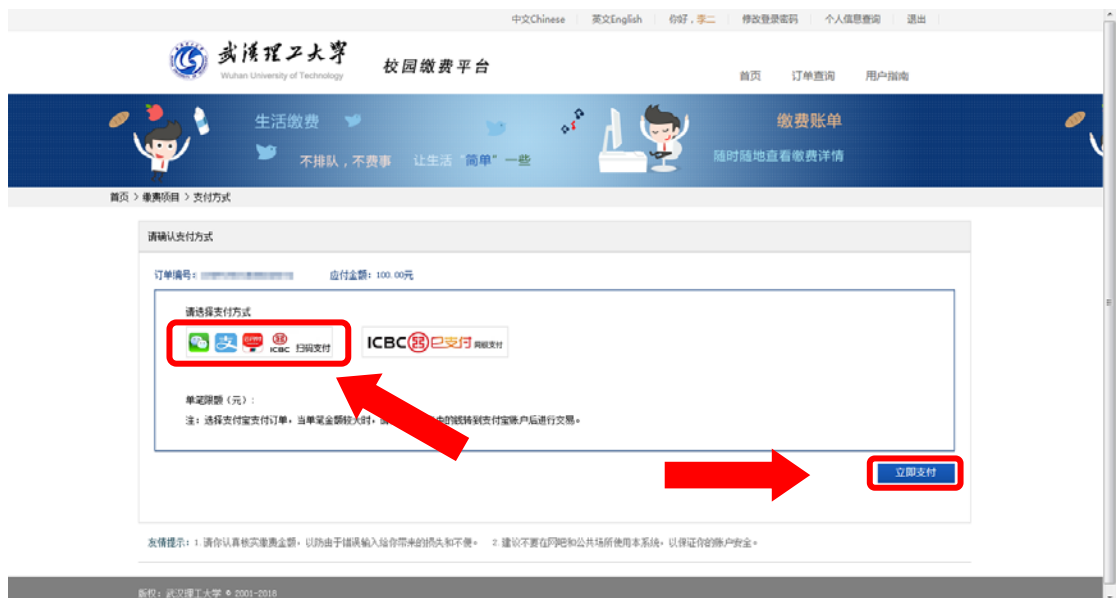 中文Chinese 英文English 你好,李二 修改登录密码 个人信息查询 退出
武汉理工大学
Wuhan University of Technology
校园缴费平台
首页 订单查询 用户指南
生活缴费
不排队,不费事 让生活“简单”一些
缴费账单
随时随地查看缴费详情
首页 > 缴费项目 > 支付方式
请确认支付方式
订单编号: 应付金额:100.00元
请选择支付方式
ICBC 扫码支付
ICBC e支付 网银支付
单笔限额(元):
注:选择支付宝支付订单,当单笔金额较大时,
的钱转到支付宝账户后进行交易。
立即支付
友情提示:1.请你认真核实缴费金额,以防由于错误输入给你带来的损失和不便。 2.建议不要在网吧和公共场所使用本系统,以保证你的账户安全。
版权:武汉理工大学 © 2001-2018